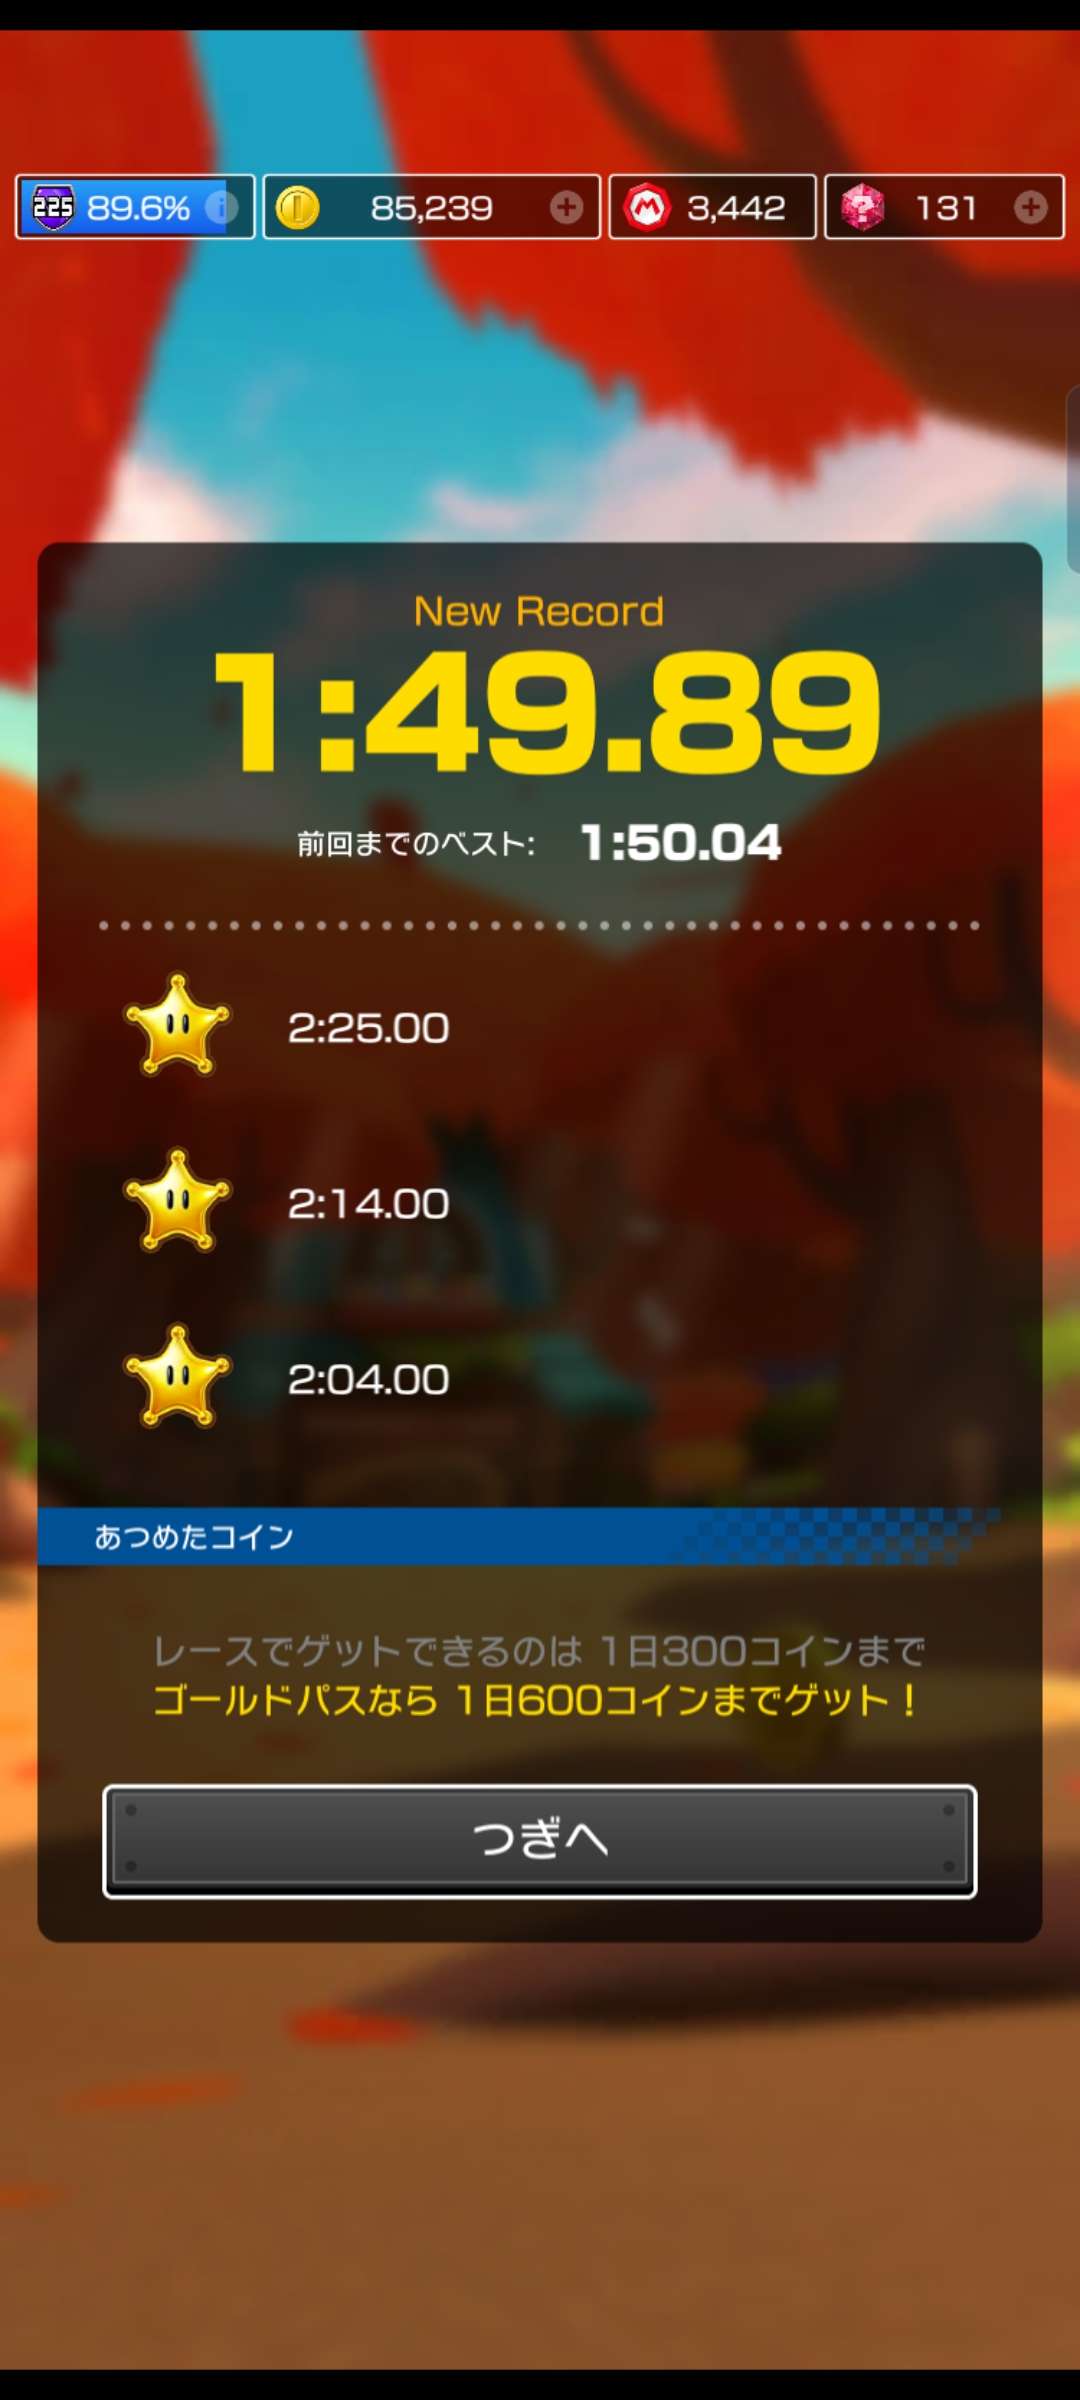 225 89.6% i 85,239 + M 3,442 ? 131 +
New Record
1:49.89
前回までのベスト: 1:50.04
2:25.00
2:14.00
2:04.00
あつめたコイン
レースでゲットできるのは 1日300コインまで
ゴールドパスなら 1日600コインまでゲット！
つぎへ